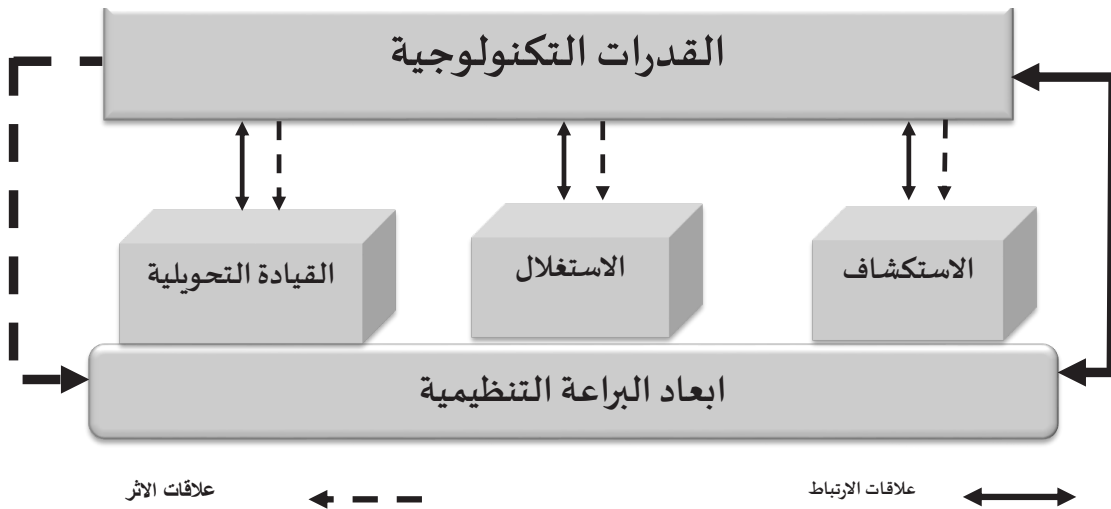 القدرات التكنولوجية
الاستكشاف
الاستغلال
القيادة التحويلية
ابعاد البراعة التنظيمية
علاقات الارتباط
علاقات الاثر